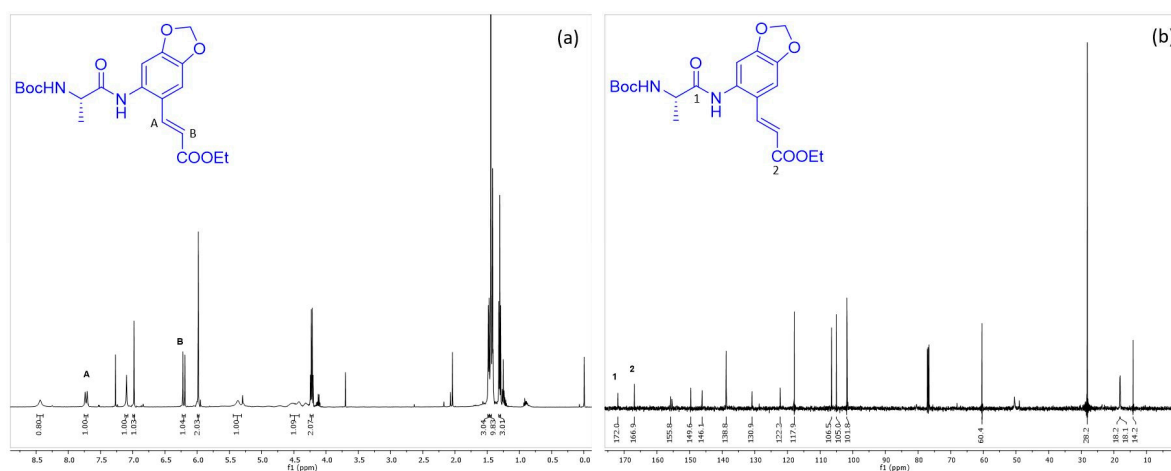 (a)
O
O
O
BocHN
N
H
A
B
COOEt
A
B
0.80
1.00
1.00
1.03
1.04
2.03
1.00
1.09
2.07
3.04
9.83
3.01
8.5 8.0 7.5 7.0 6.5 6.0 5.5 5.0 4.5 4.0 3.5 3.0 2.5 2.0 1.5 1.0 0.5 0.0
f1 (ppm)
(b)
O
O
O
BocHN
1
N
H
COOEt
2
1
2
172.0
166.9
155.8
149.6
146.1
138.8
130.9
122.2
117.9
106.5
105.0
101.8
60.4
28.2
18.2
18.1
14.2
170 160 150 140 130 120 110 100 90 80 70 60 50 40 30 20 10
f1 (ppm)